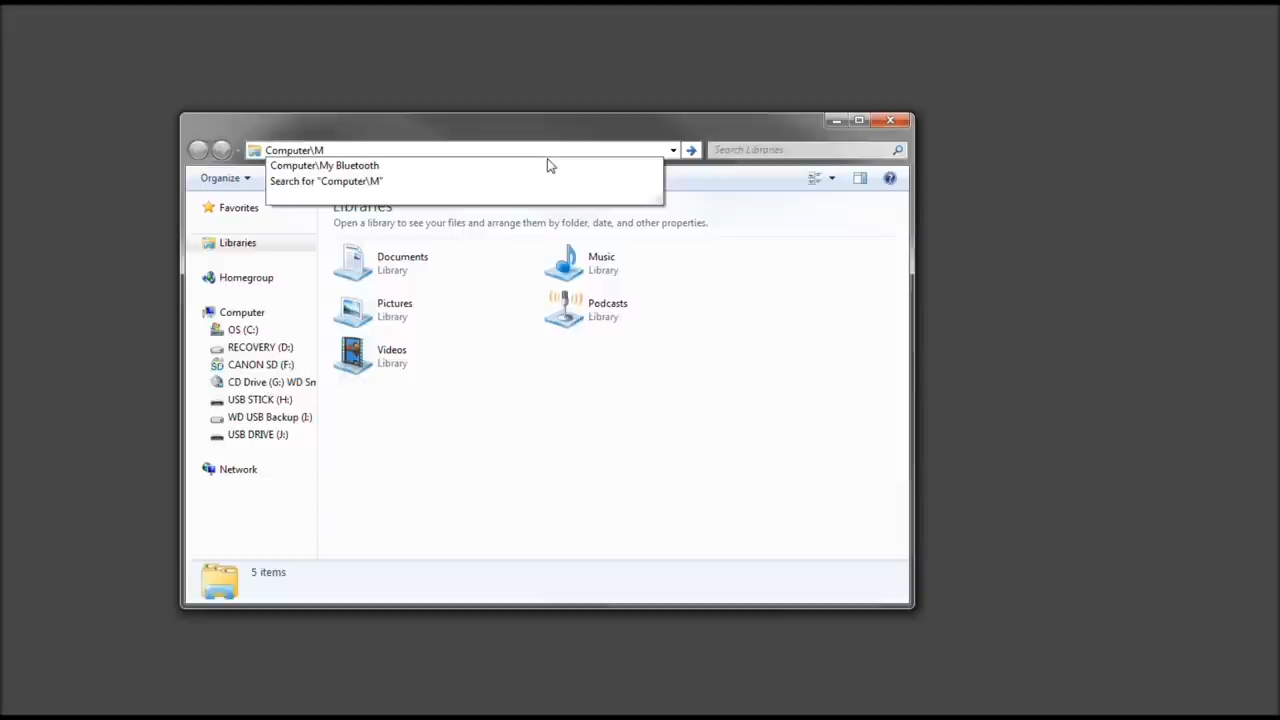 Computer\M
Search Libraries
Computer\My Bluetooth
Search for "Computer\M"
Organize
Libraries
Open a library to see your files and arrange them by folder, date, and other properties.
Favorites
Libraries
Homegroup
Computer
OS (C:)
RECOVERY (D:)
CANON SD (F:)
CD Drive (G:) WD Sm
USB STICK (H:)
WD USB Backup (I:)
USB DRIVE (J:)
Network
Documents
Library
Music
Library
Pictures
Library
Podcasts
Library
Videos
Library
5 items